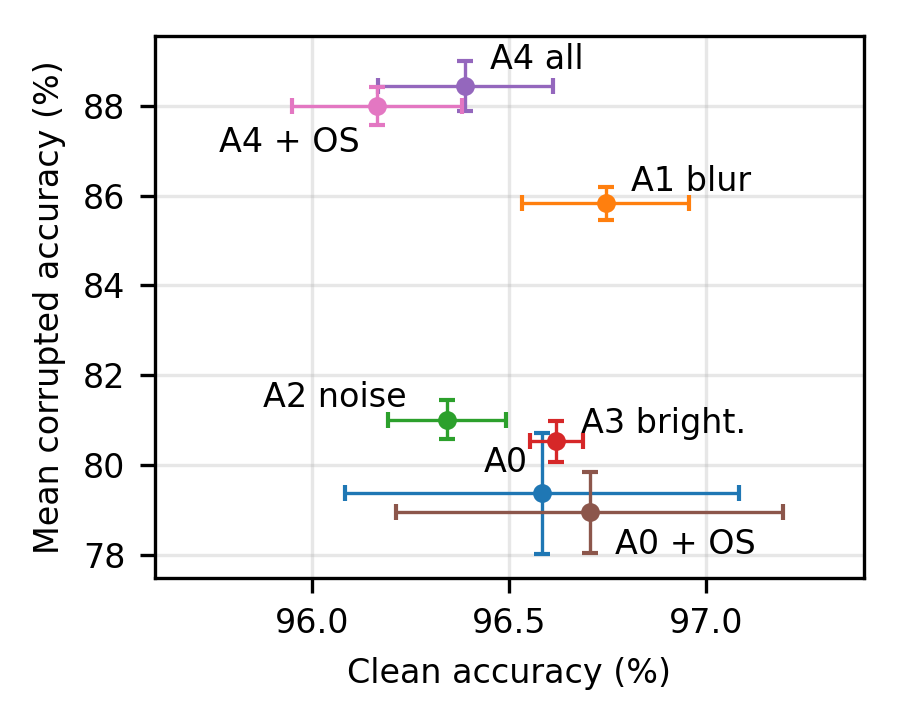 A4 all
88
A4 + OS
A1 blur
86
84
82
A2 noise
A3 bright.
A0
80
A0 + OS
78
Mean corrupted accuracy (%)
96.0 96.5 97.0
Clean accuracy (%)